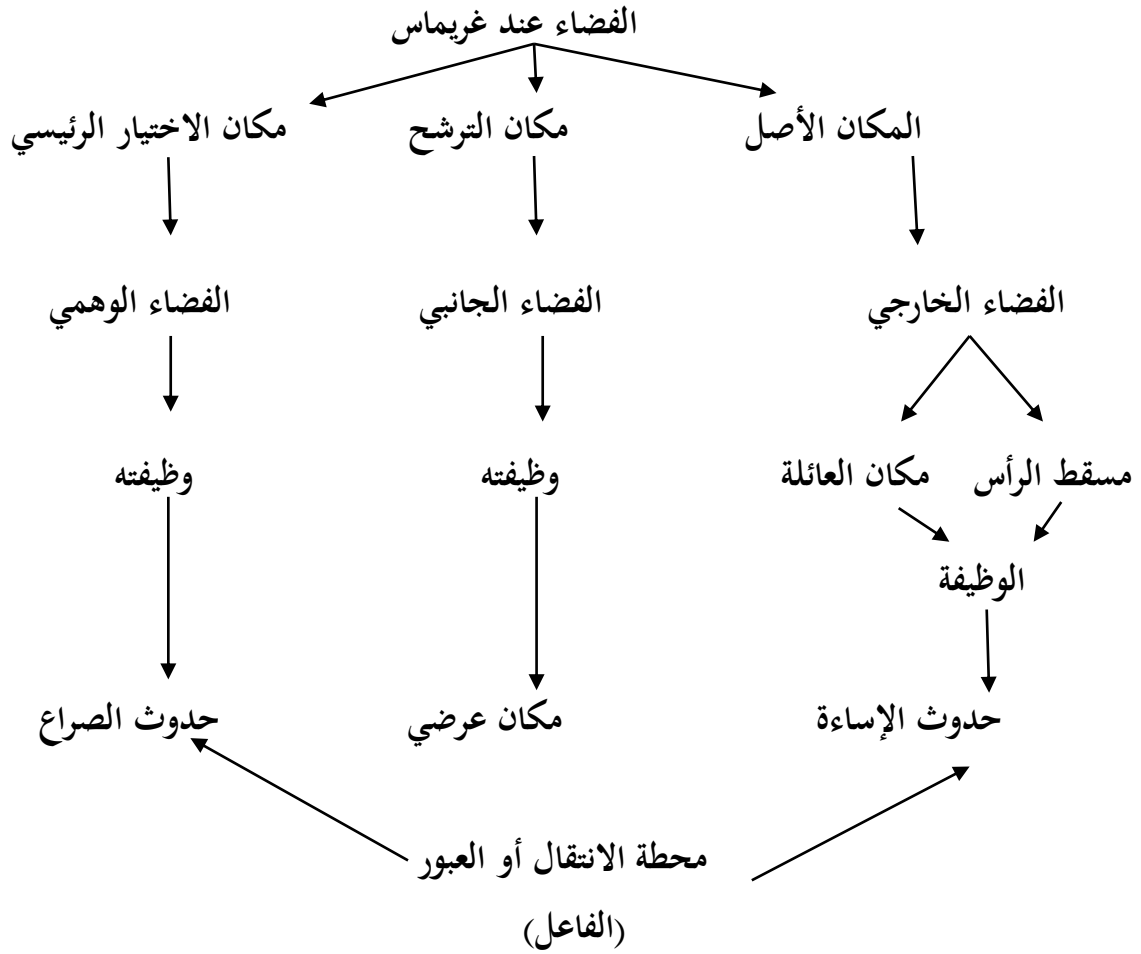 الفضاء عند غريماس
المكان الأصل مكان الترشح مكان الاختيار الرئيسي
الفضاء الخارجي الفضاء الجانبي الفضاء الوهمي
مسقط الرأس مكان العائلة وظيفته وظيفته
الوظيفة
حدوث الإساءة مكان عرضي حدوث الصراع
محطة الانتقال أو العبور
(الفاعل)